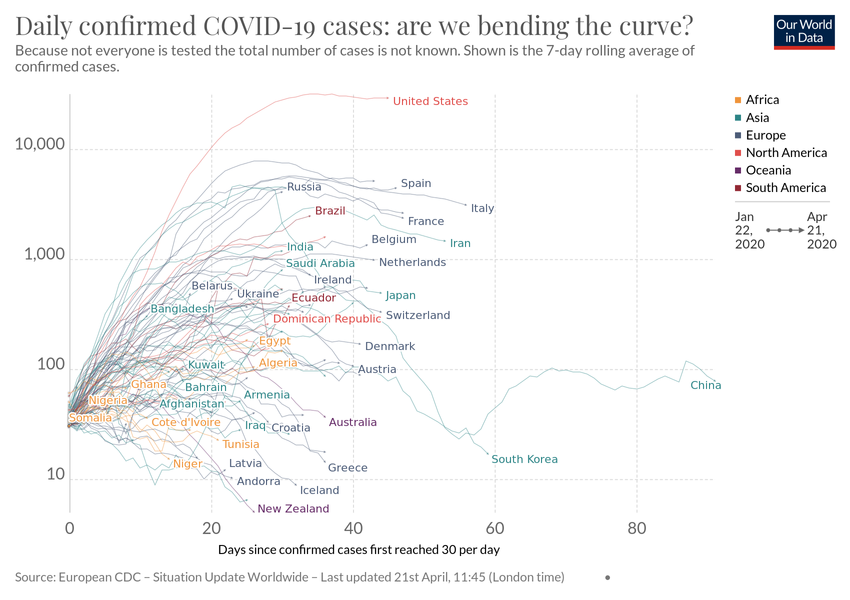 Daily confirmed COVID-19 cases: are we bending the curve?
Because not everyone is tested the total number of cases is not known. Shown is the 7-day rolling average of
confirmed cases.
Our World
in Data
United States
Africa
Asia
Europe
North America
Oceania
South America
Jan
22,
2020
Apr
21,
2020
10,000
1,000
100
10
Russia
Spain
Brazil
Italy
France
India
Belgium
Iran
Saudi Arabia
Netherlands
Belarus
Ukraine
Ireland
Bangladesh
Ecuador
Japan
Dominican Republic
Switzerland
Egypt
Denmark
Kuwait
Algeria
Austria
Ghana
Bahrain
China
Nigeria
Afghanistan
Armenia
Somalia
Cote d'Ivoire
Iraq
Croatia
Australia
Tunisia
Niger
Latvia
Greece
South Korea
Andorra
Iceland
New Zealand
0
20
40
60
80
Days since confirmed cases first reached 30 per day
Source: European CDC – Situation Update Worldwide – Last updated 21st April, 11:45 (London time)